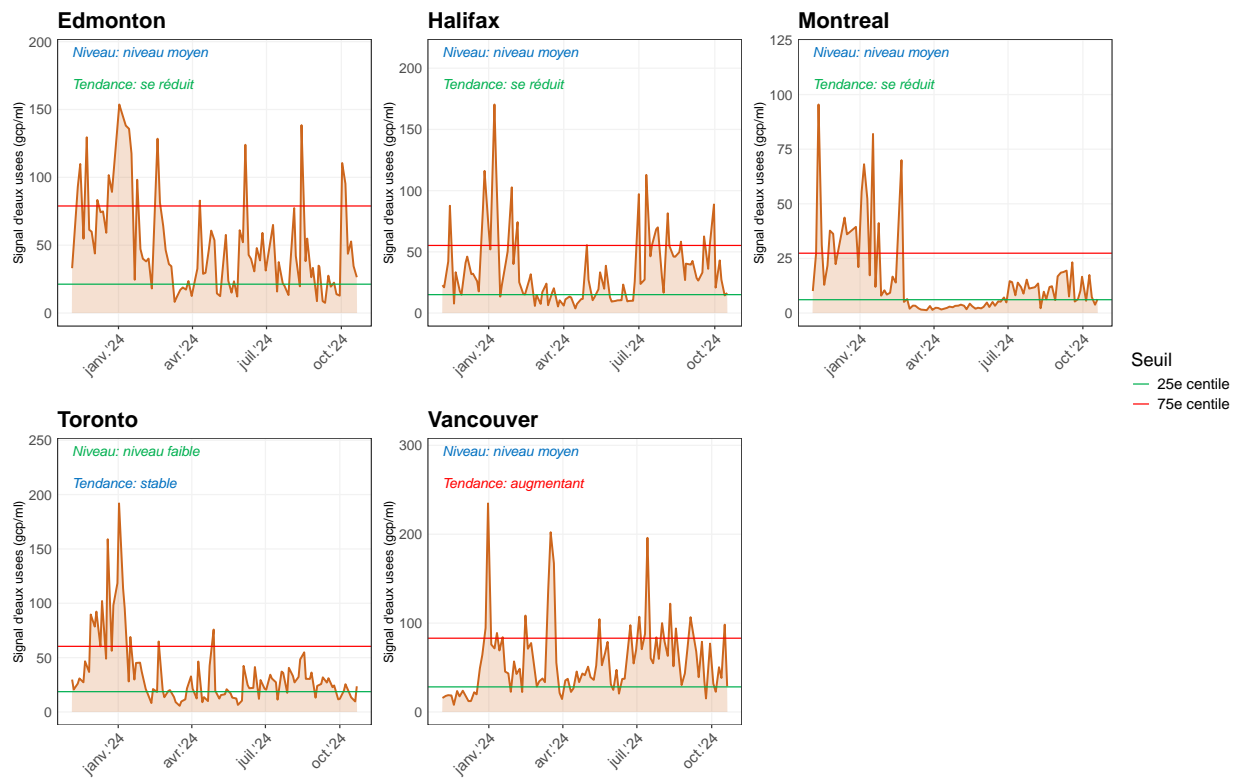 Edmonton
Niveau: niveau moyen
Tendance: se réduit
Signal d'eaux usees (gcp/ml)
200
150
100
50
0
janv.'24
avr.'24
juil.'24
oct.'24
Halifax
Niveau: niveau moyen
Tendance: se réduit
Signal d'eaux usees (gcp/ml)
200
150
100
50
0
janv.'24
avr.'24
juil.'24
oct.'24
Montreal
Niveau: niveau moyen
Tendance: se réduit
Signal d'eaux usees (gcp/ml)
125
100
75
50
25
0
janv.'24
avr.'24
juil.'24
oct.'24
Seuil
25e centile
75e centile
Toronto
Niveau: niveau faible
Tendance: stable
Signal d'eaux usees (gcp/ml)
250
200
150
100
50
0
janv.'24
avr.'24
juil.'24
oct.'24
Vancouver
Niveau: niveau moyen
Tendance: augmentant
Signal d'eaux usees (gcp/ml)
300
200
100
0
janv.'24
avr.'24
juil.'24
oct.'24